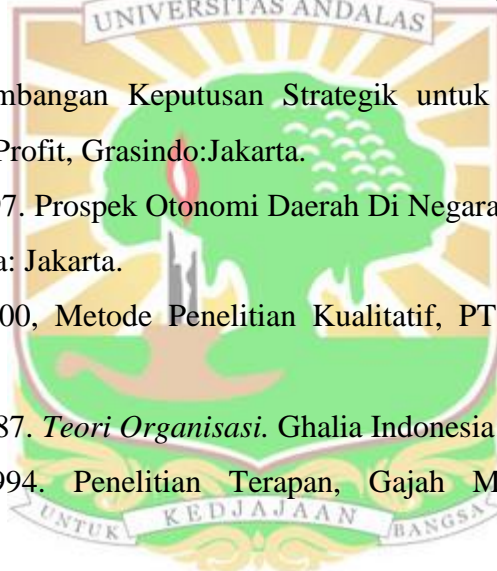 UNIVERSITAS ANDALAS
mbangan Keputusan Strategik untuk
Profit, Grasindo:Jakarta.
97. Prospek Otonomi Daerah Di Negara
a: Jakarta.
00, Metode Penelitian Kualitatif, PT
87. Teori Organisasi. Ghalia Indonesia
994. Penelitian Terapan, Gajah M
UNTUK KEDJAJAAN BANGSA